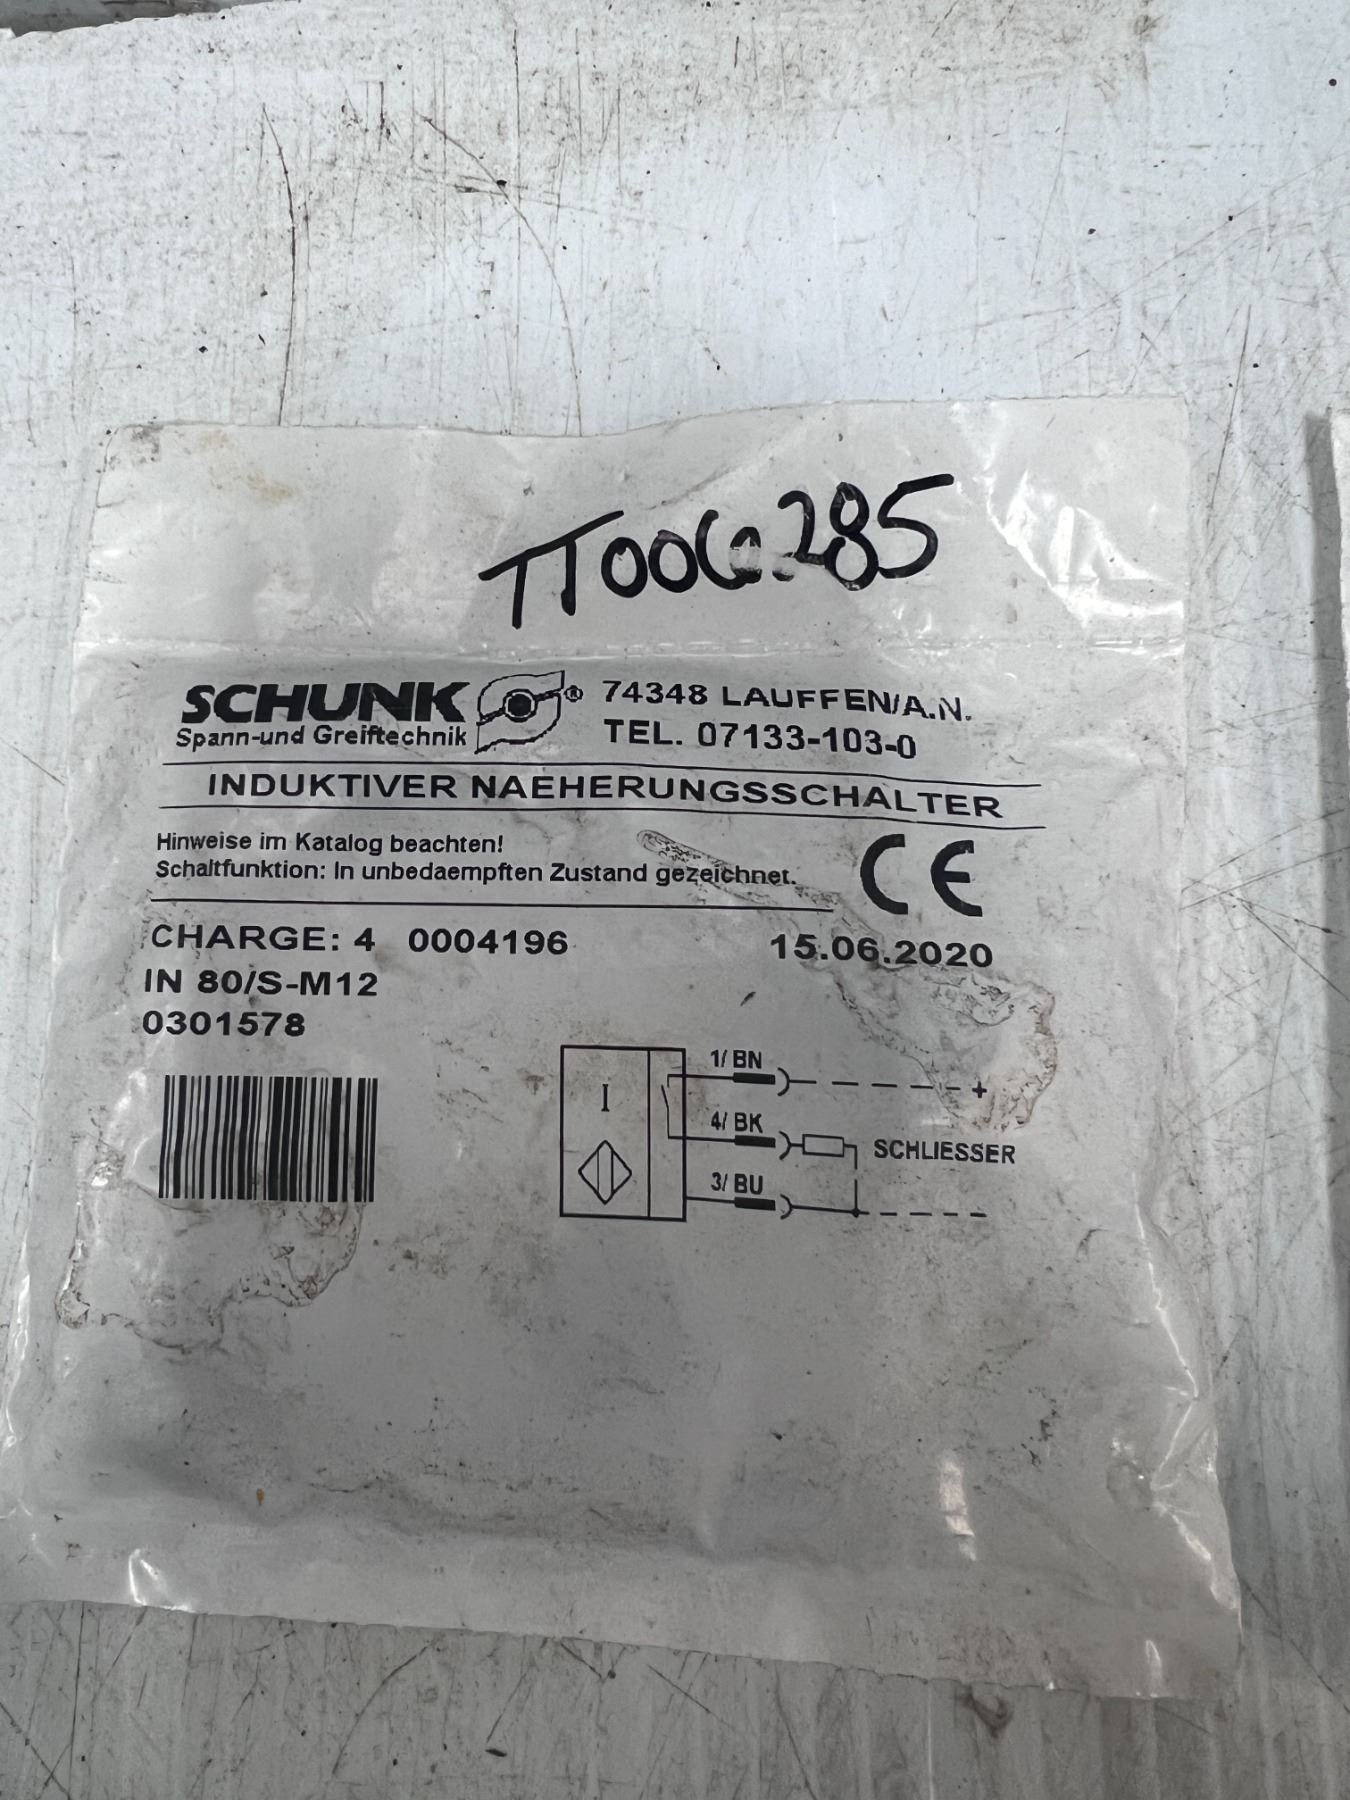 TT006285
SCHUNK ® 74348 LAUFFEN/A.N.
Spann-und Greiftechnik TEL. 07133-103-0
INDUKTIVER NAEHERUNGSSCHALTER
Hinweise im Katalog beachten!
Schaltfunktion: In unbedaempften Zustand gezeichnet.
CE
CHARGE: 4 0004196 15.06.2020
IN 80/S-M12
0301578
1/ BN
I +
4/ BK
SCHLIESSER
3/ BU
-